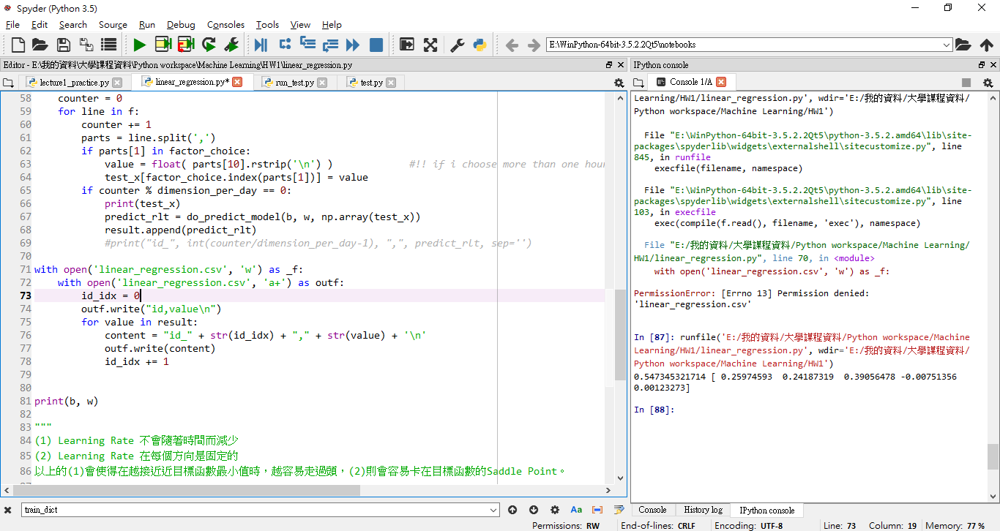 Spyder (Python 3.5)
File Edit Search Source Run Debug Consoles Tools View Help
E:\WinPython-64bit-3.5.2.2Qt5\notebooks
Editor - E:\我的資料\大學課程資料\Python workspace\Machine Learning\HW1\linear_regression.py
lecture1_practice.py linear_regression.py* run_test.py test.py
58 counter = 0
59 for line in f:
60 counter += 1
61 parts = line.split(',')
62 if parts[1] in factor_choice:
63 value = float( parts[10].rstrip('\n') ) #!! if i choose more than one hour
64 test_x[factor_choice.index(parts[1])] = value
65 if counter % dimension_per_day == 0:
66 print(test_x)
67 predict_rlt = do_predict_model(b, w, np.array(test_x))
68 result.append(predict_rlt)
69 #print("id_", int(counter/dimension_per_day-1), ",", predict_rlt, sep='')
70
71 with open('linear_regression.csv', 'w') as _f:
72 with open('linear_regression.csv', 'a+') as outf:
73 id_idx = 0
74 outf.write("id,value\n")
75 for value in result:
76 content = "id_" + str(id_idx) + "," + str(value) + '\n'
77 outf.write(content)
78 id_idx += 1
79
80
81 print(b, w)
82
83 """
84 (1) Learning Rate 不會隨著時間而減少
85 (2) Learning Rate 在每個方向是固定的
86 以上的(1)會使得在越接近近目標函數最小值時，越容易走過頭，(2)則會容易卡在目標函數的Saddle Point。
train_dict
Aa
IPython console
Console 1/A
Learning/HW1/linear_regression.py', wdir='E:/我的資料/大學課程資料/
Python workspace/Machine Learning/HW1')
File "E:\WinPython-64bit-3.5.2.2Qt5\python-3.5.2.amd64\lib\site-
packages\spyderlib\widgets\externalshell\sitecustomize.py", line
845, in runfile
execfile(filename, namespace)
File "E:\WinPython-64bit-3.5.2.2Qt5\python-3.5.2.amd64\lib\site-
packages\spyderlib\widgets\externalshell\sitecustomize.py", line
103, in execfile
exec(compile(f.read(), filename, 'exec'), namespace)
File "E:/我的資料/大學課程資料/Python workspace/Machine Learning/
HW1/linear_regression.py", line 70, in <module>
with open('linear_regression.csv', 'w') as _f:
PermissionError: [Errno 13] Permission denied:
'linear_regression.csv'
In [87]: runfile('E:/我的資料/大學課程資料/Python workspace/Machine
Learning/HW1/linear_regression.py', wdir='E:/我的資料/大學課程資料/
Python workspace/Machine Learning/HW1')
0.547345321714 [ 0.25974593 0.24187319 0.39056478 -0.00751356
0.00123273]
In [88]:
Console History log IPython console
Permissions: RW End-of-lines: CRLF Encoding: UTF-8 Line: 73 Column: 19 Memory: 77 %